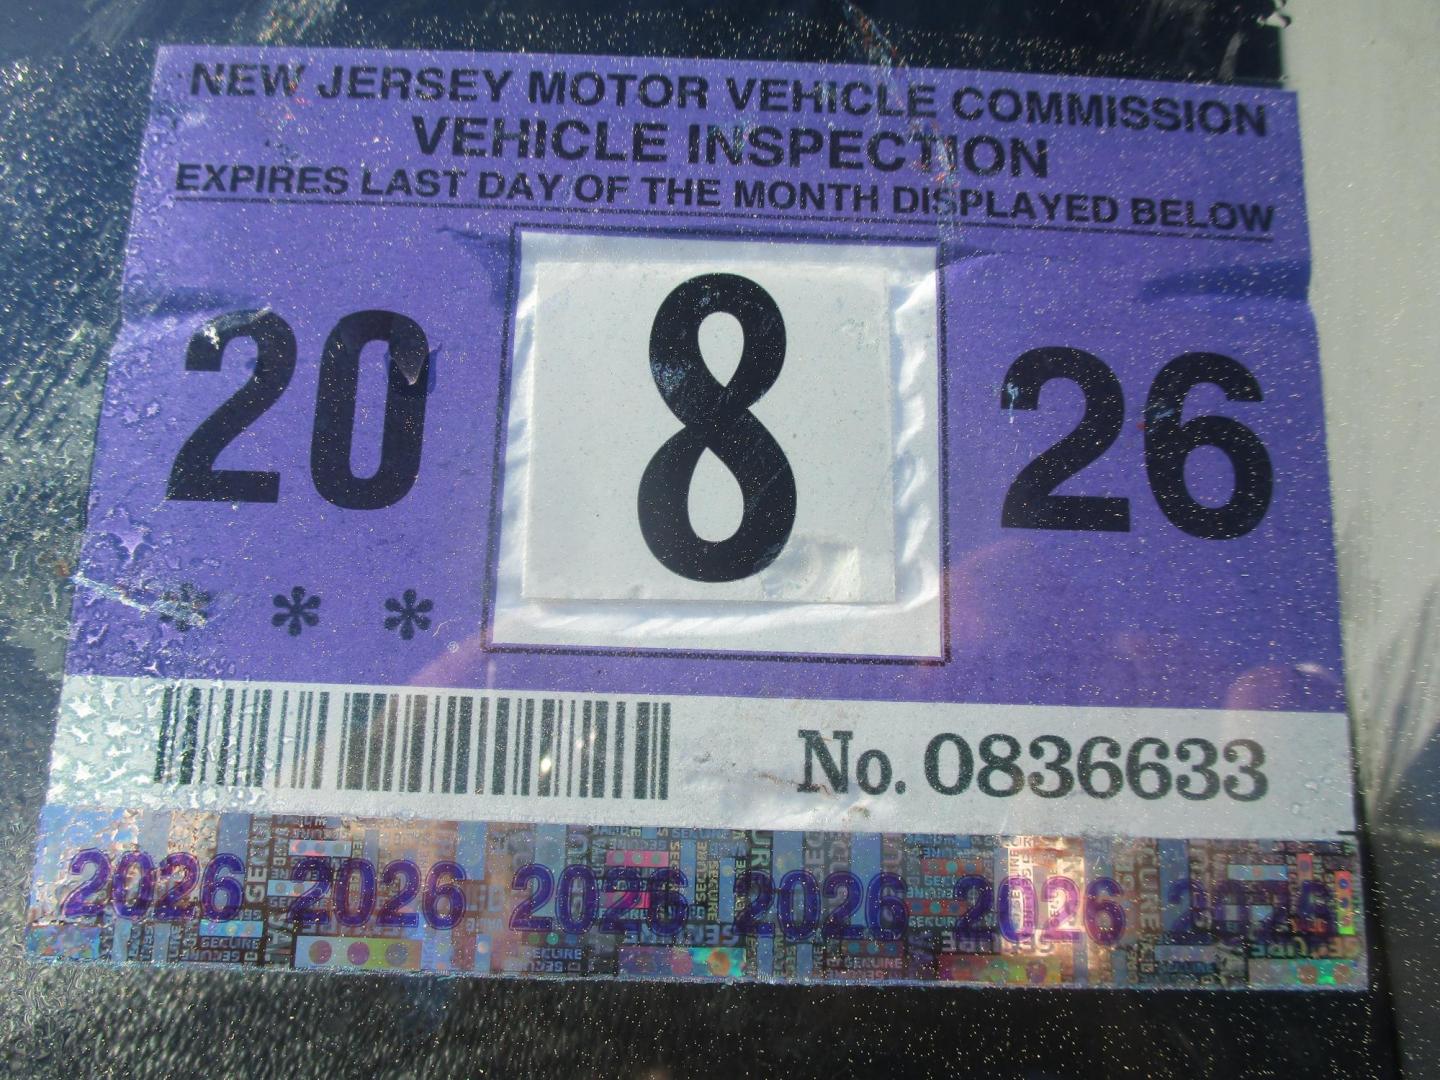 NEW JERSEY MOTOR VEHICLE COMMISSION
VEHICLE INSPECTION
EXPIRES LAST DAY OF THE MONTH DISPLAYED BELOW
20 8 26
* * *
No. 0836633
2026 2026 2026 2026 2026 2026